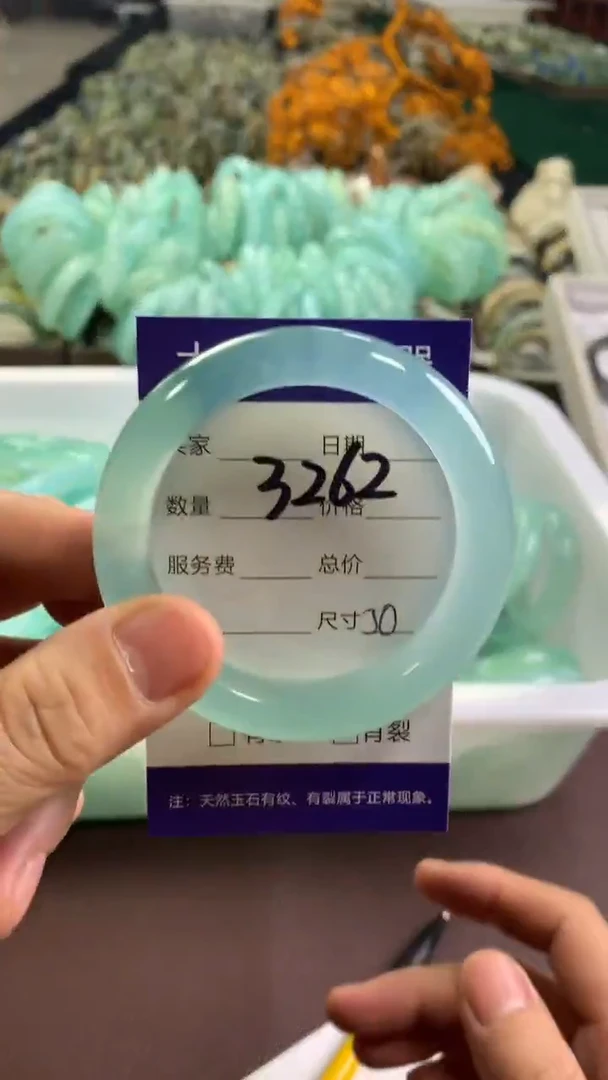 家 日期
3262
数量 价格
服务费 总价
尺寸 30
有裂
注：天然玉石有纹、有裂属于正常现象。